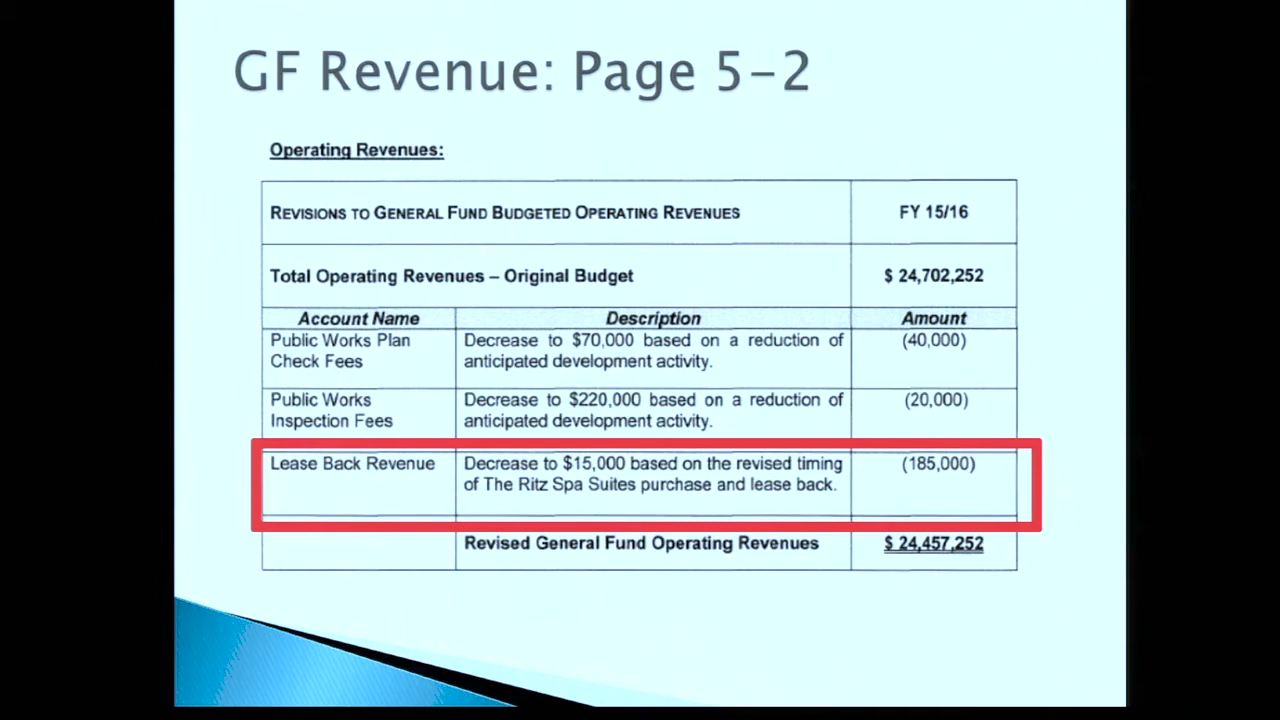 GF Revenue: Page 5-2
Operating Revenues:
REVISIONS TO GENERAL FUND BUDGETED OPERATING REVENUES
FY 15/16
Total Operating Revenues – Original Budget
$ 24,702,252
Account Name
Description
Amount
Public Works Plan
Check Fees
Decrease to $70,000 based on a reduction of
anticipated development activity.
(40,000)
Public Works
Inspection Fees
Decrease to $220,000 based on a reduction of
anticipated development activity.
(20,000)
Lease Back Revenue
Decrease to $15,000 based on the revised timing
of The Ritz Spa Suites purchase and lease back.
(185,000)
Revised General Fund Operating Revenues
$ 24,457,252